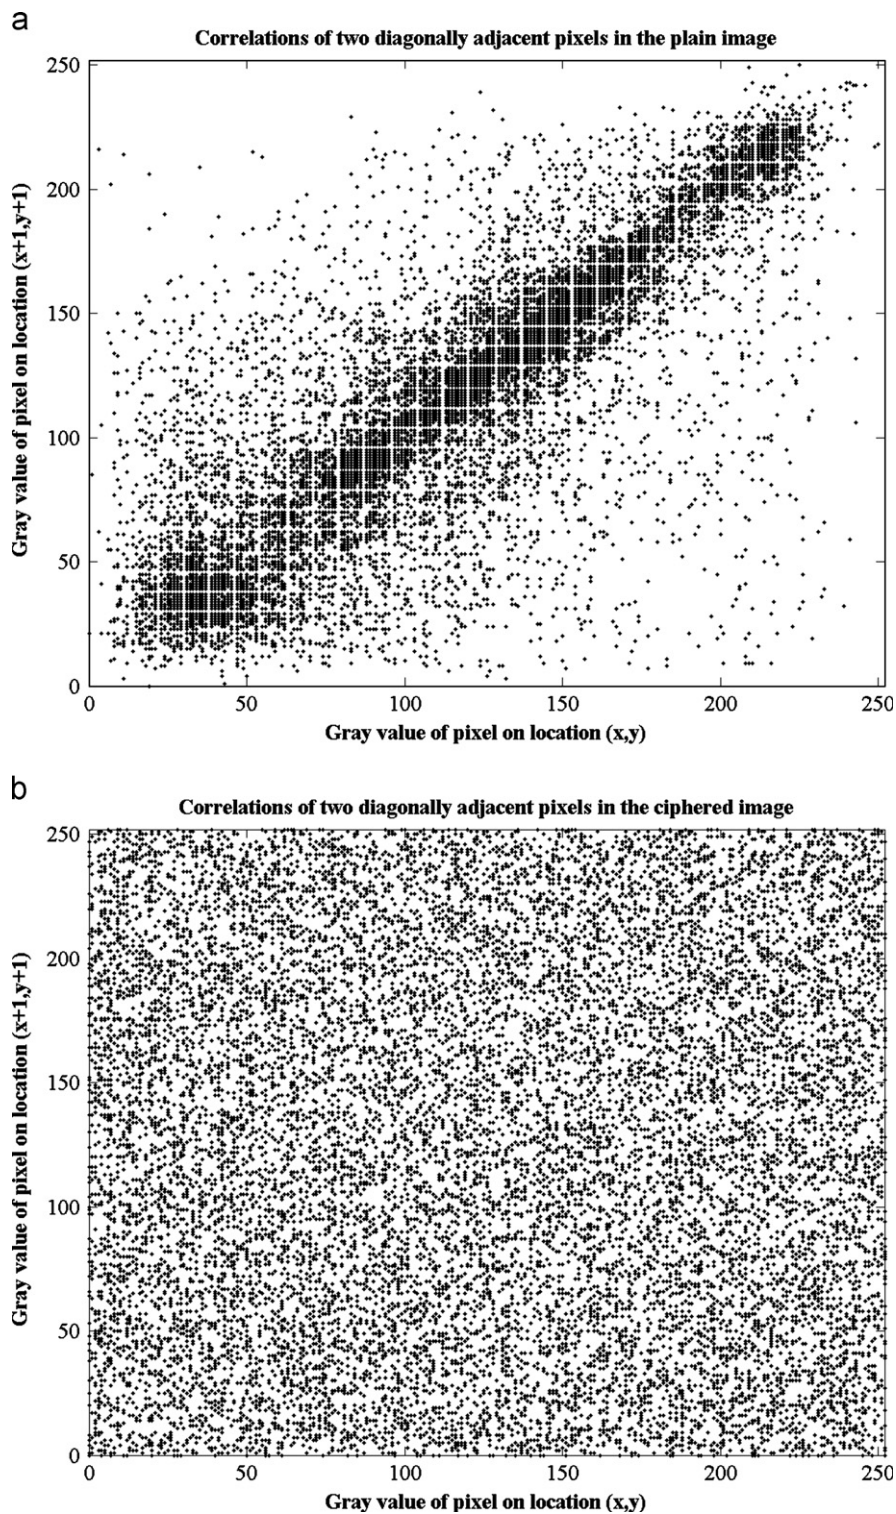 a
Correlations of two diagonally adjacent pixels in the plain image
250
200
150
100
50
0
Gray value of pixel on location (x+1,y+1)
0 50 100 150 200 250
Gray value of pixel on location (x,y)
b
Correlations of two diagonally adjacent pixels in the ciphered image
250
200
150
100
50
0
Gray value of pixel on location (x+1,y+1)
0 50 100 150 200 250
Gray value of pixel on location (x,y)